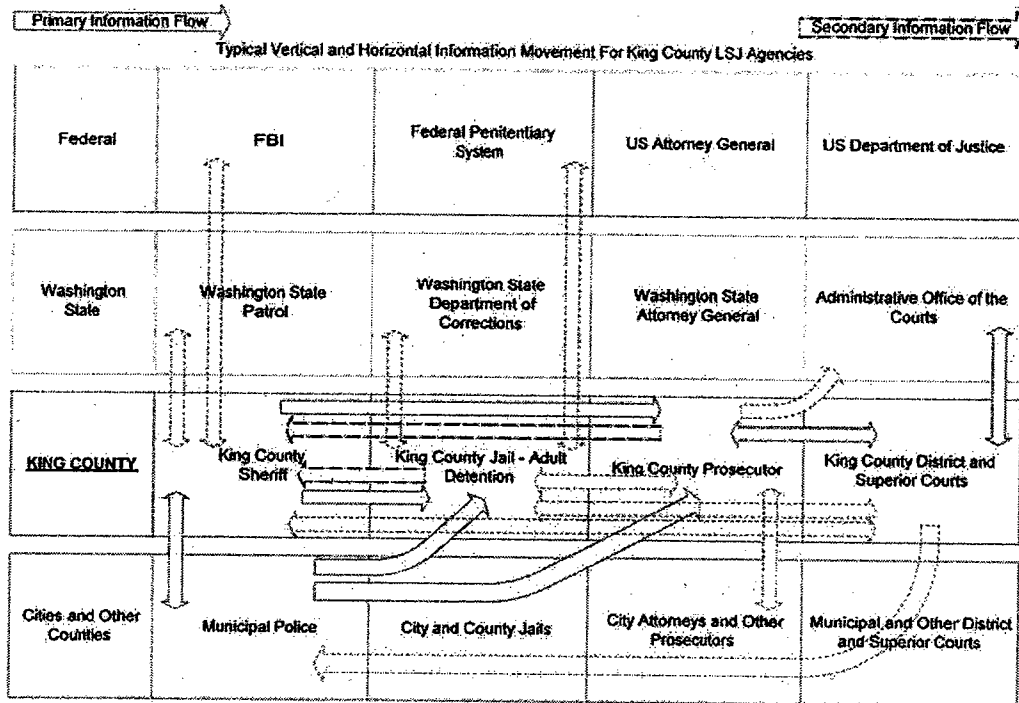 Primary Information Flow
Secondary Information Flow
Typical Vertical and Horizontal Information Movement For King County LSJ Agencies
Federal
FBI
Federal Penitentiary
System
US Attorney General
US Department of Justice
Washington
State
Washington State
Patrol
Washington State
Department of
Corrections
Washington State
Attorney General
Administrative Office of the
Courts
KING COUNTY
King County
Sheriff
King County Jail - Adult
Detention
King County Prosecutor
King County District and
Superior Courts
Cities and Other
Counties
Municipal Police
City and County Jails
City Attorneys and Other
Prosecutors
Municipal and Other District
and Superior Courts